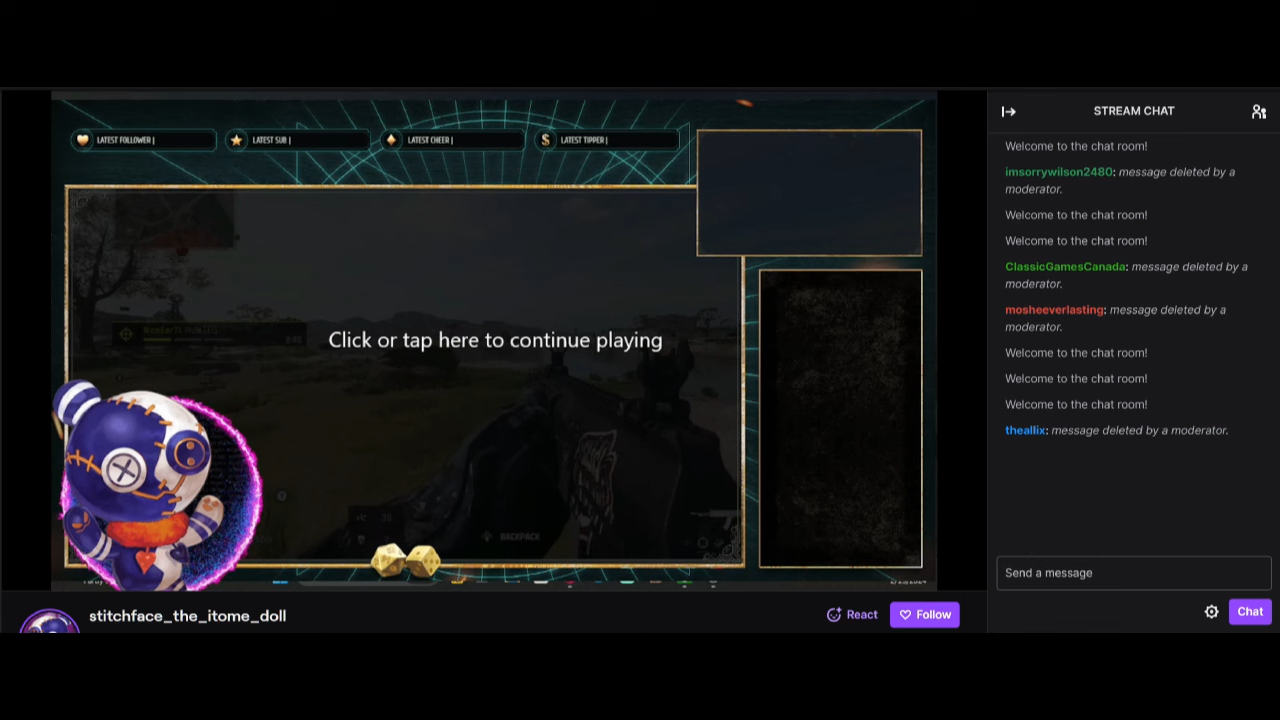 STREAM CHAT
LATEST FOLLOWER |
LATEST SUB |
LATEST CHEER |
LATEST TIPPER |
Click or tap here to continue playing
BACKPACK
stitchface_the_itome_doll
React
Follow
Welcome to the chat room!
imsorrywilson2480: message deleted by a
moderator.
Welcome to the chat room!
Welcome to the chat room!
ClassicGamesCanada: message deleted by a
moderator.
mosheeverlasting: message deleted by a
moderator.
Welcome to the chat room!
Welcome to the chat room!
Welcome to the chat room!
theallix: message deleted by a moderator.
Send a message
Chat